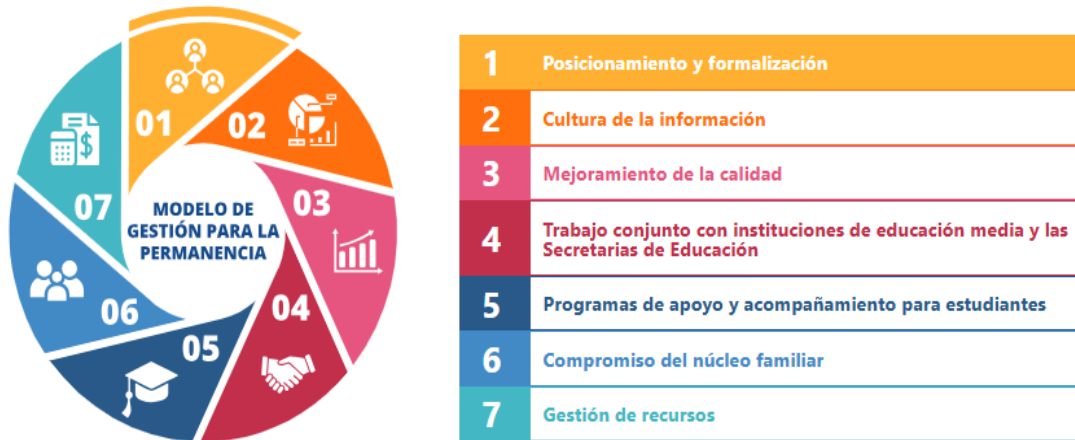 01
02
03
04
05
06
07
MODELO DE
GESTIÓN PARA LA
PERMANENCIA
1 Posicionamiento y formalización
2 Cultura de la información
3 Mejoramiento de la calidad
4 Trabajo conjunto con instituciones de educación media y las
Secretarias de Educación
5 Programas de apoyo y acompañamiento para estudiantes
6 Compromiso del núcleo familiar
7 Gestión de recursos